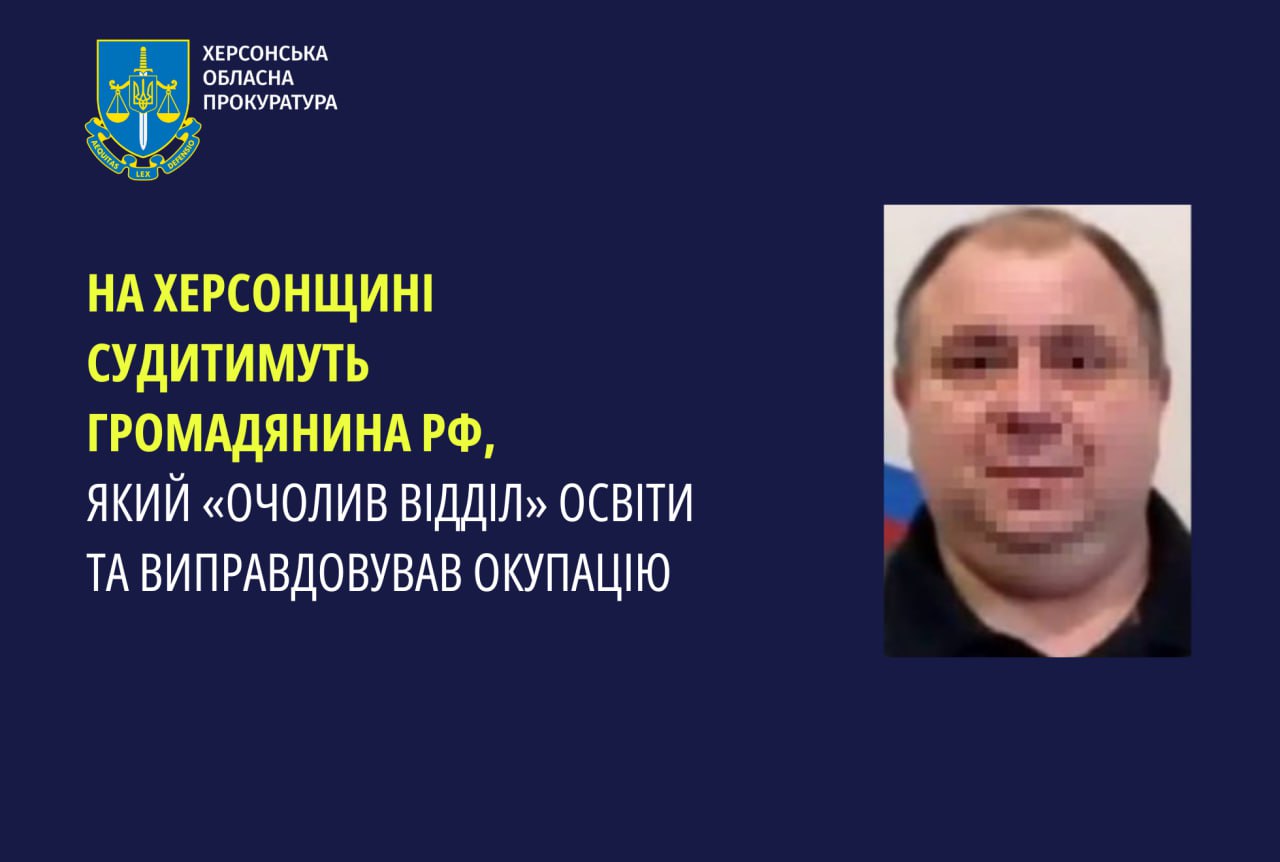 ХЕРСОНСЬКА
ОБЛАСНА
ПРОКУРАТУРА
AEQUITAS
LEX
DEFENSIO
НА ХЕРСОНЩИНІ
СУДИТИМУТЬ
ГРОМАДЯНИНА РФ,
ЯКИЙ «ОЧОЛИВ ВІДДІЛ» ОСВІТИ
ТА ВИПРАВДОВУВАВ ОКУПАЦІЮ